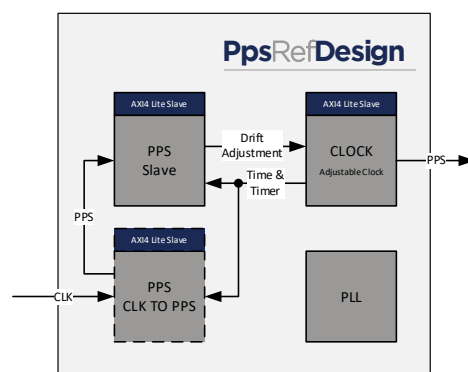 PpsRefDesign
AXI4 Lite Slave
PPS
Slave
Drift
Adjustment
AXI4 Lite Slave
CLOCK
Adjustable Clock
PPS
Time &
Timer
PPS
AXI4 Lite Slave
PPS
CLK TO PPS
CLK
PLL